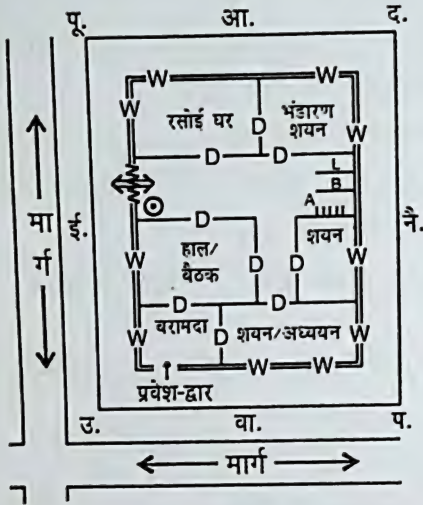 पू. आ. द.
W W
W रसोई घर भंडारण W
D शयन
D D
L
B
A
मार्ग ई. शयन नै.
हाल/
बैठक
W D D W
D D
W बरामदा D शयन/अध्ययन W
W W
प्रवेश-द्वार
उ. वा. प.
मार्ग